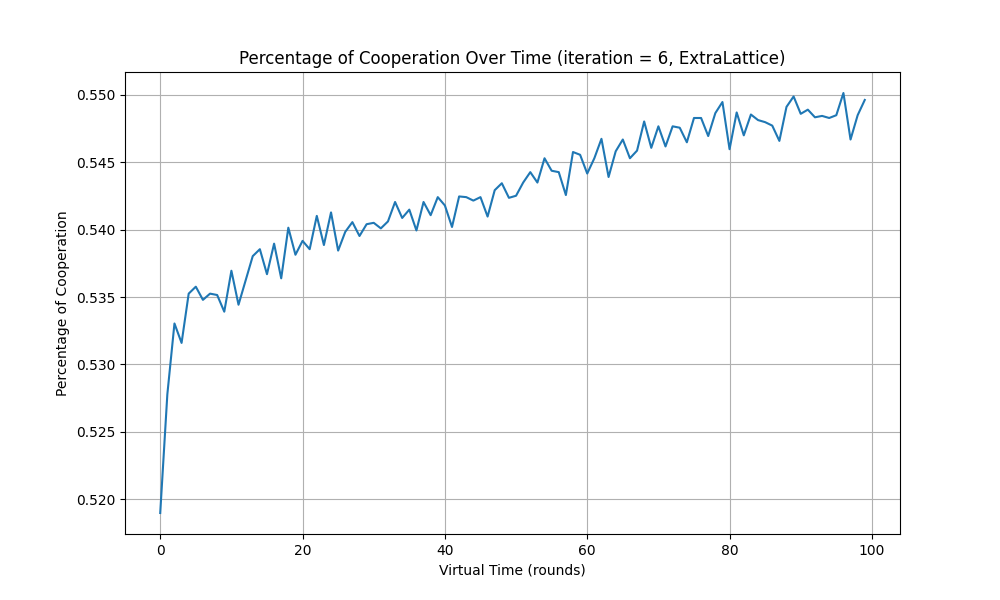 Percentage of Cooperation Over Time (iteration = 6, ExtraLattice)
0.550
0.545
0.540
0.535
0.530
0.525
0.520
Percentage of Cooperation
0 20 40 60 80 100
Virtual Time (rounds)